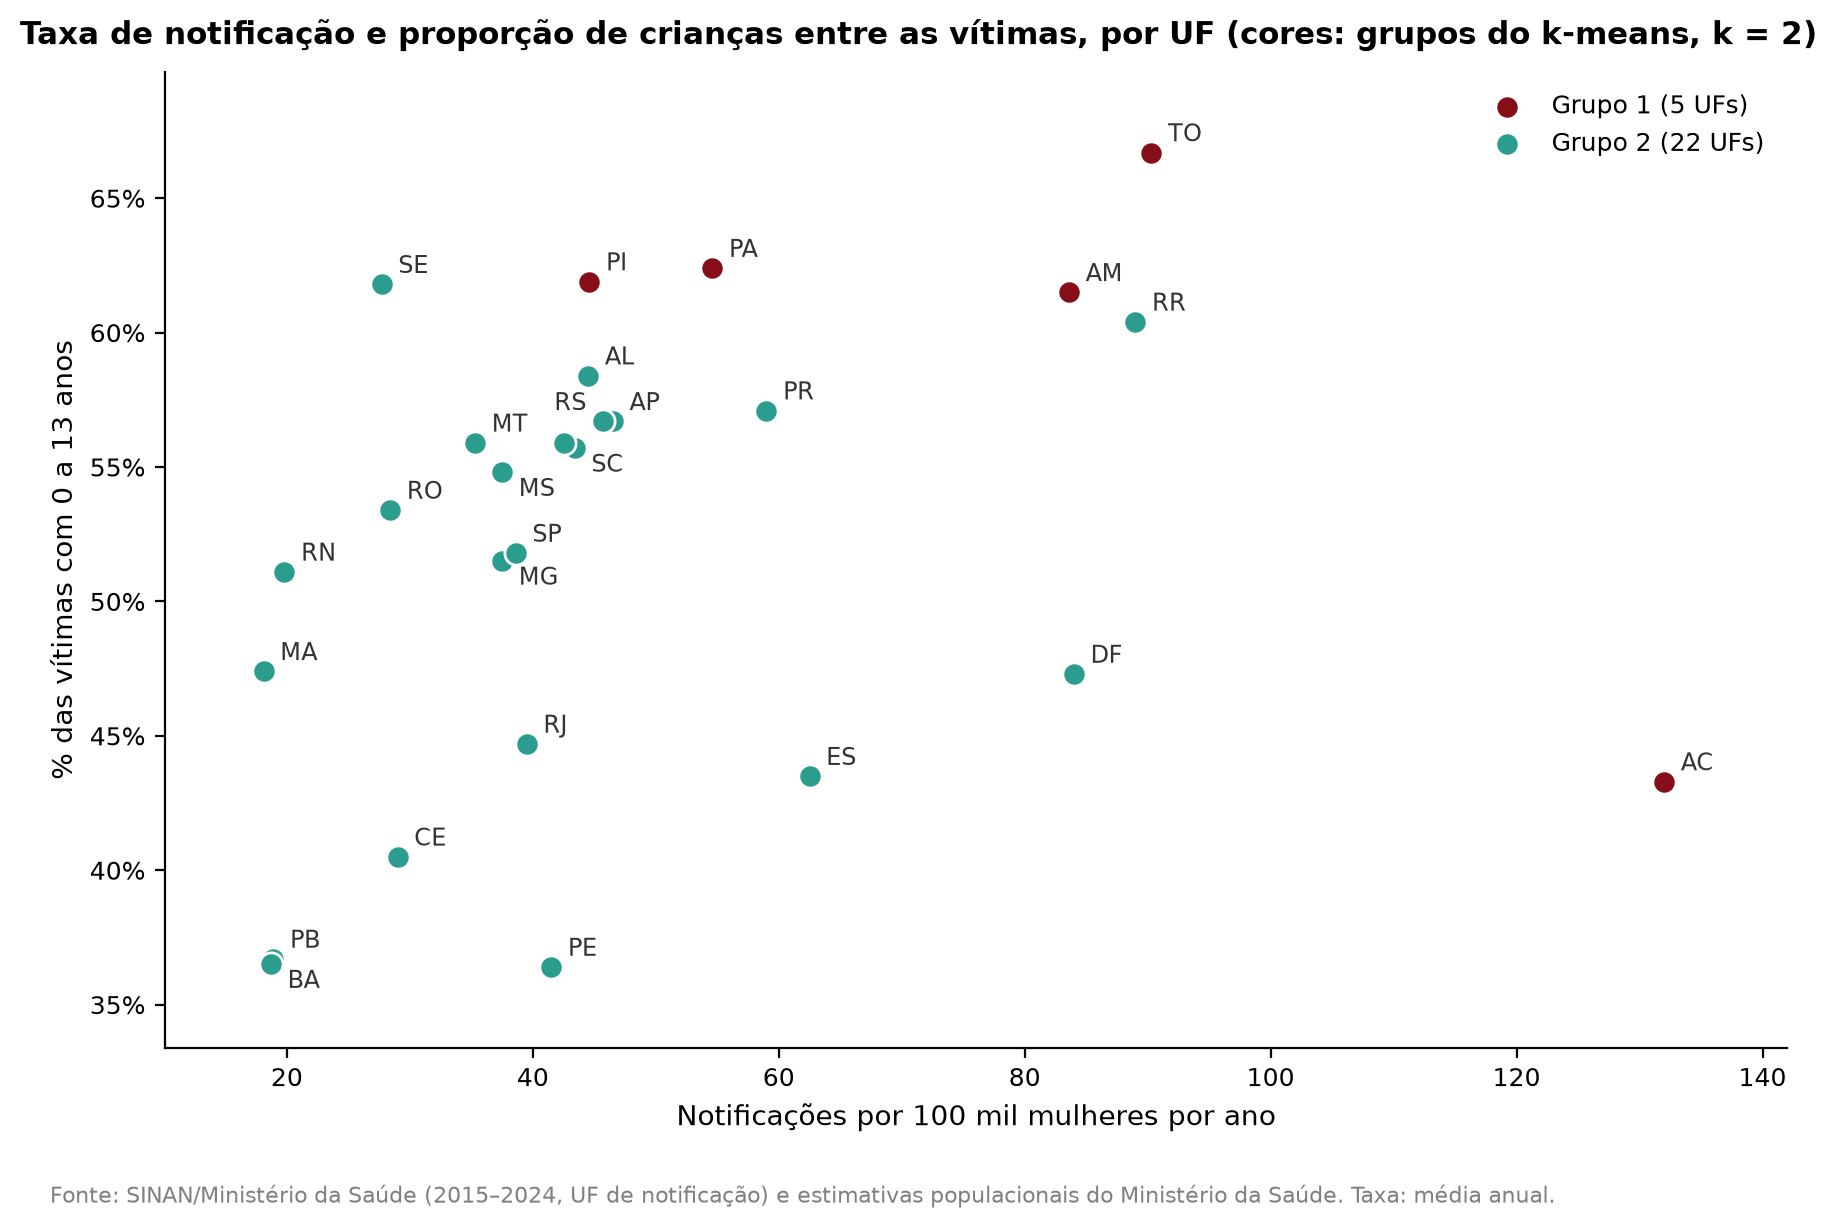 Taxa de notificação e proporção de crianças entre as vítimas, por UF (cores: grupos do k-means, k = 2)
Grupo 1 (5 UFs)
Grupo 2 (22 UFs)
TO
PA
PI
SE
AM
RR
AL
PR
RS
AP
MT
SC
MS
RO
SP
RN
MG
MA
DF
RJ
ES
AC
CE
PB
PE
BA
65%
60%
55%
50%
45%
40%
35%
% das vítimas com 0 a 13 anos
20
40
60
80
100
120
140
Notificações por 100 mil mulheres por ano
Fonte: SINAN/Ministério da Saúde (2015–2024, UF de notificação) e estimativas populacionais do Ministério da Saúde. Taxa: média anual.